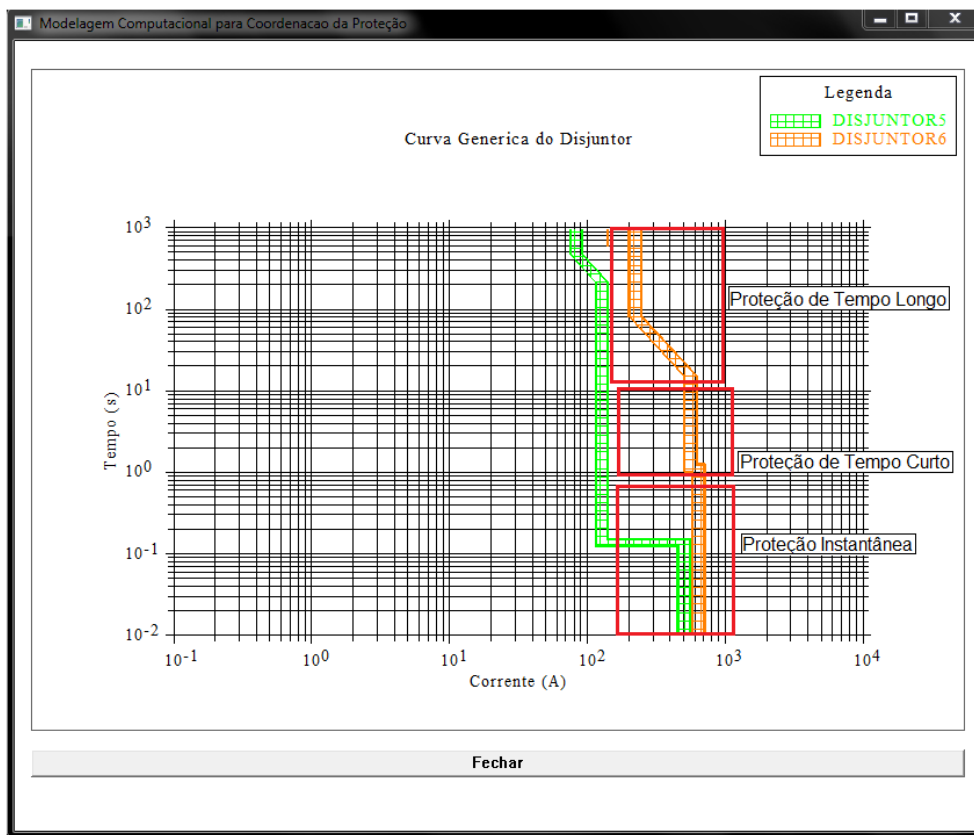 Modelagem Computacional para Coordenacao da Proteção
Legenda
DISJUNTOR5
DISJUNTOR6
Curva Generica do Disjuntor
10^3
10^2
10^1
10^0
10^-1
10^-2
Tempo (s)
Proteção de Tempo Longo
Proteção de Tempo Curto
Proteção Instantânea
10^-1 10^0 10^1 10^2 10^3 10^4
Corrente (A)
Fechar